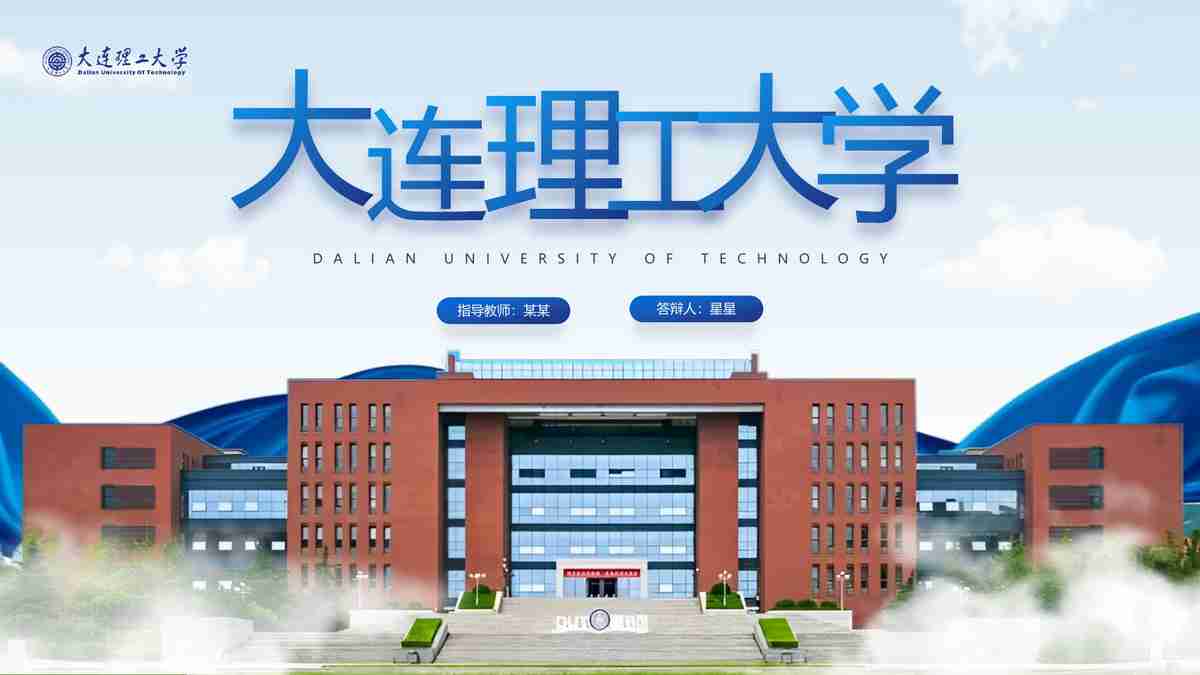 大连理工大学
Dalian University Of Technology
大连理工大学
DALIAN UNIVERSITY OF TECHNOLOGY
指导教师：某某
答辩人：星星
DUT